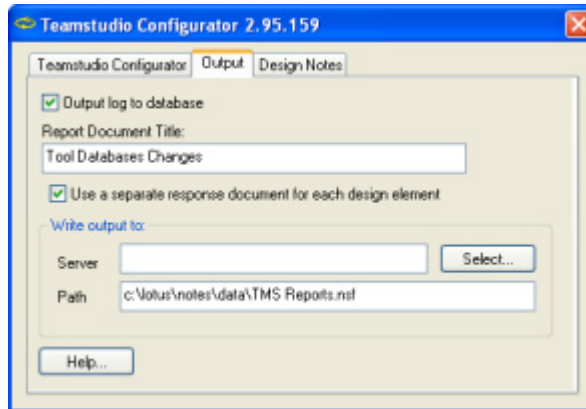 Teamstudio Configurator 2.95.159
Teamstudio Configurator Output Design Notes
Output log to database
Report Document Title:
Tool Databases Changes
Use a separate response document for each design element
Write output to:
Server Select...
Path c:\lotus\notes\data\TMS Reports.nsf
Help...